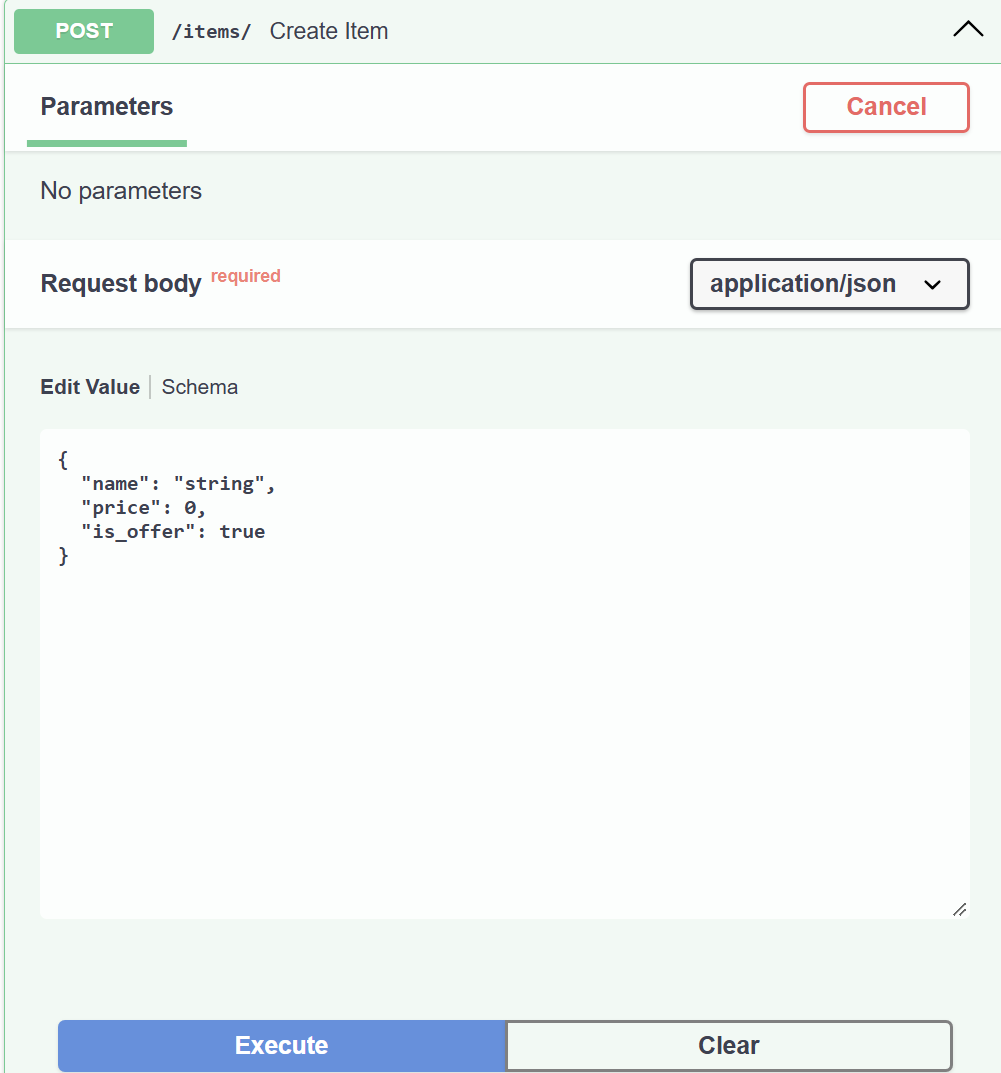 POST /items/ Create Item
Parameters
Cancel
No parameters
Request body required
application/json
Edit Value | Schema
{
  "name": "string",
  "price": 0,
  "is_offer": true
}
Execute
Clear